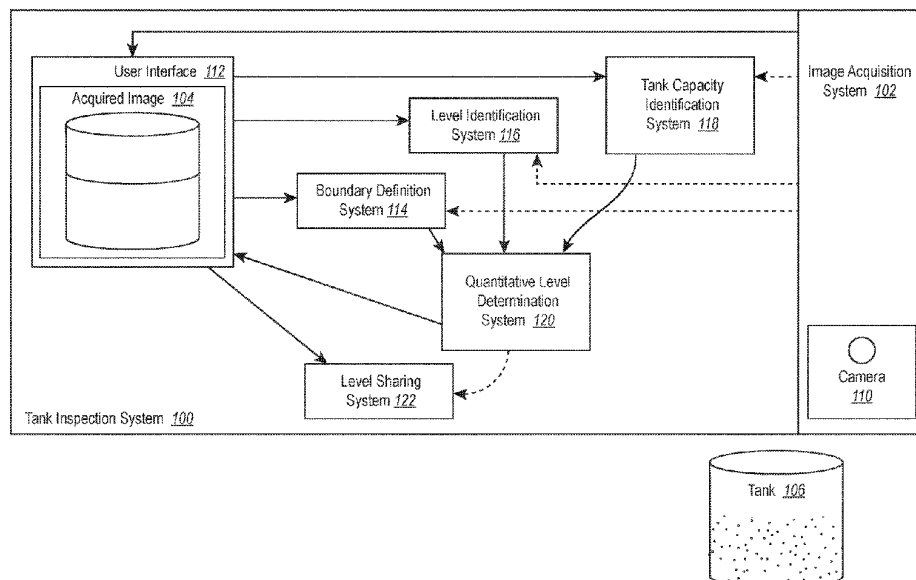 User Interface 112
Acquired Image 104
Level Identification
System 116
Tank Capacity
Identification
System 118
Image Acquisition
System 102
Boundary Definition
System 114
Quantitative Level
Determination
System 120
Level Sharing
System 122
Camera
110
Tank Inspection System 100
Tank 106